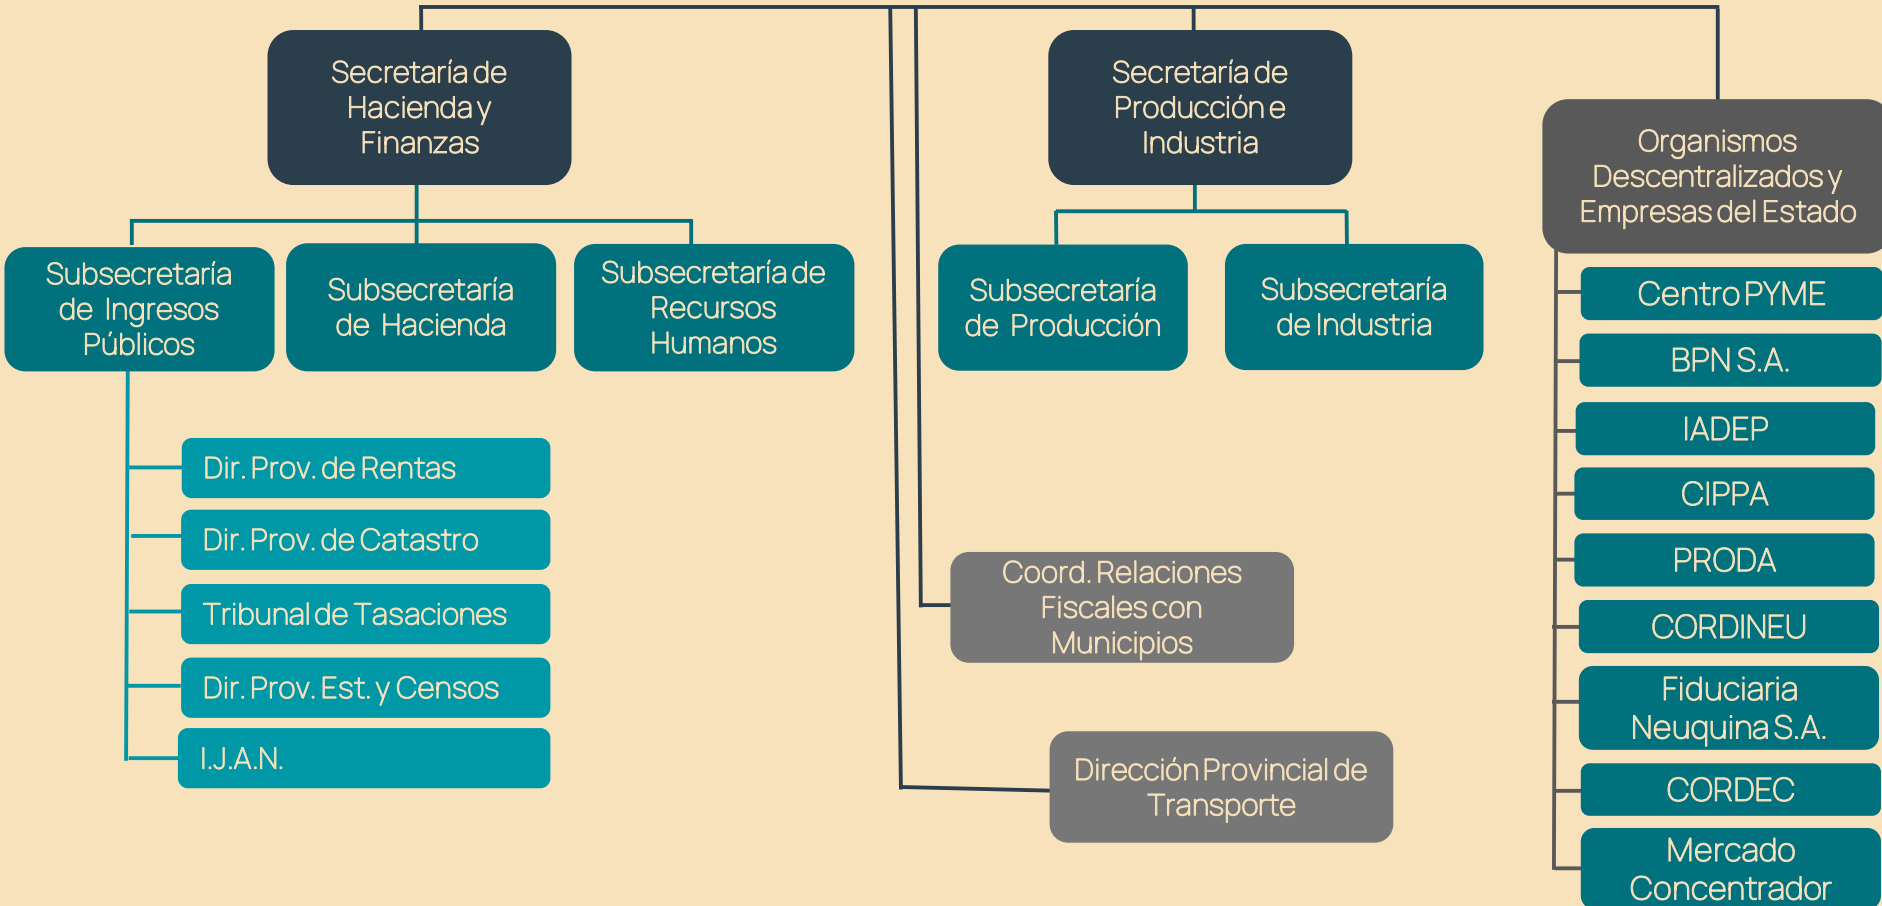 Secretaría de
Hacienda y
Finanzas
Secretaría de
Producción e
Industria
Organismos
Descentralizados y
Empresas del Estado
Subsecretaría
de Ingresos
Públicos
Subsecretaría
de Hacienda
Subsecretaría de
Recursos
Humanos
Subsecretaría
de Producción
Subsecretaría
de Industria
Dir. Prov. de Rentas
Dir. Prov. de Catastro
Tribunal de Tasaciones
Dir. Prov. Est. y Censos
I.J.A.N.
Coord. Relaciones
Fiscales con
Municipios
Dirección Provincial de
Transporte
Centro PYME
BPN S.A.
IADEP
CIPPA
PRODA
CORDINEU
Fiduciaria
Neuquina S.A.
CORDEC
Mercado
Concentrador